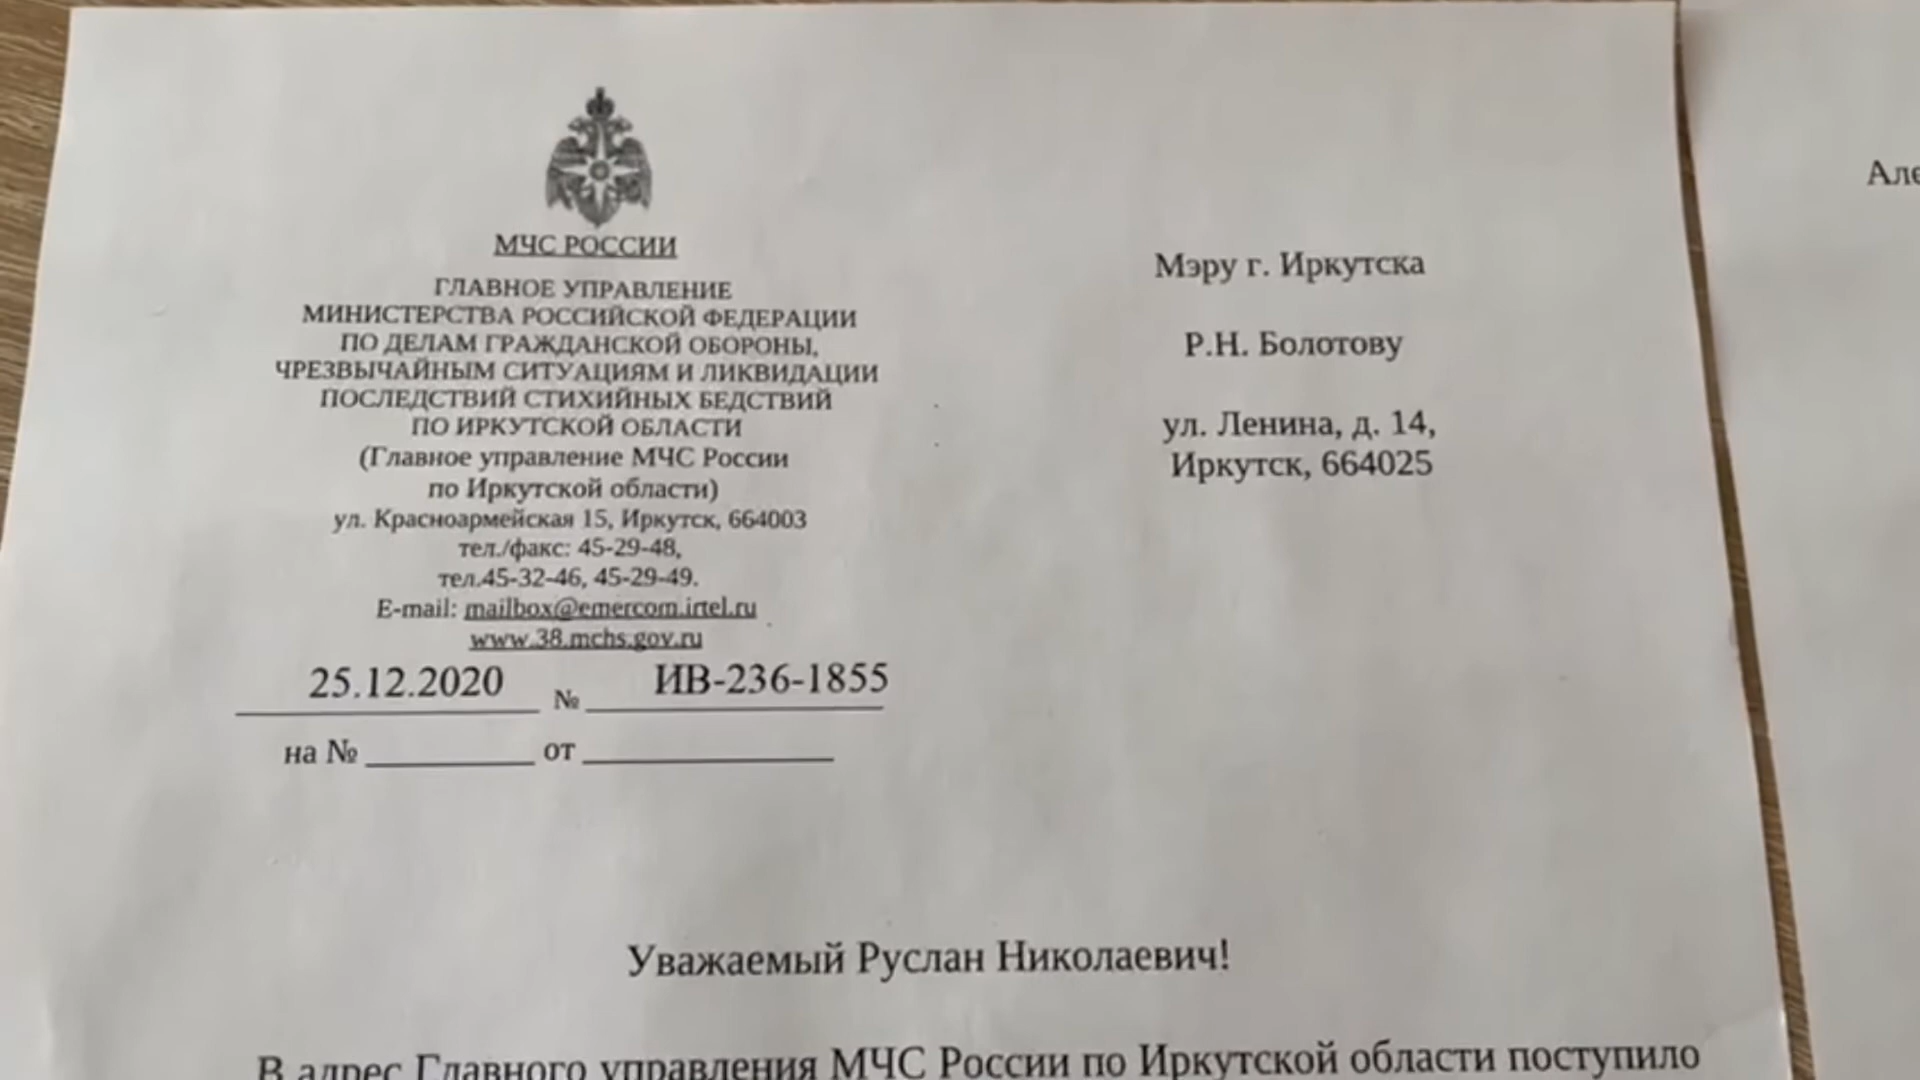 МЧС РОССИИ
ГЛАВНОЕ УПРАВЛЕНИЕ
МИНИСТЕРСТВА РОССИЙСКОЙ ФЕДЕРАЦИИ
ПО ДЕЛАМ ГРАЖДАНСКОЙ ОБОРОНЫ,
ЧРЕЗВЫЧАЙНЫМ СИТУАЦИЯМ И ЛИКВИДАЦИИ
ПОСЛЕДСТВИЙ СТИХИЙНЫХ БЕДСТВИЙ
ПО ИРКУТСКОЙ ОБЛАСТИ
(Главное управление МЧС России
по Иркутской области)
ул. Красноармейская 15, Иркутск, 664003
тел./факс: 45-29-48,
тел.45-32-46, 45-29-49.
E-mail: mailbox@emercom.irtel.ru
www.38.mchs.gov.ru
25.12.2020 № ИВ-236-1855
на № от
Мэру г. Иркутска
Р.Н. Болотову
ул. Ленина, д. 14,
Иркутск, 664025
Уважаемый Руслан Николаевич!
В адрес Главного управления МЧС России по Иркутской области поступило
Але